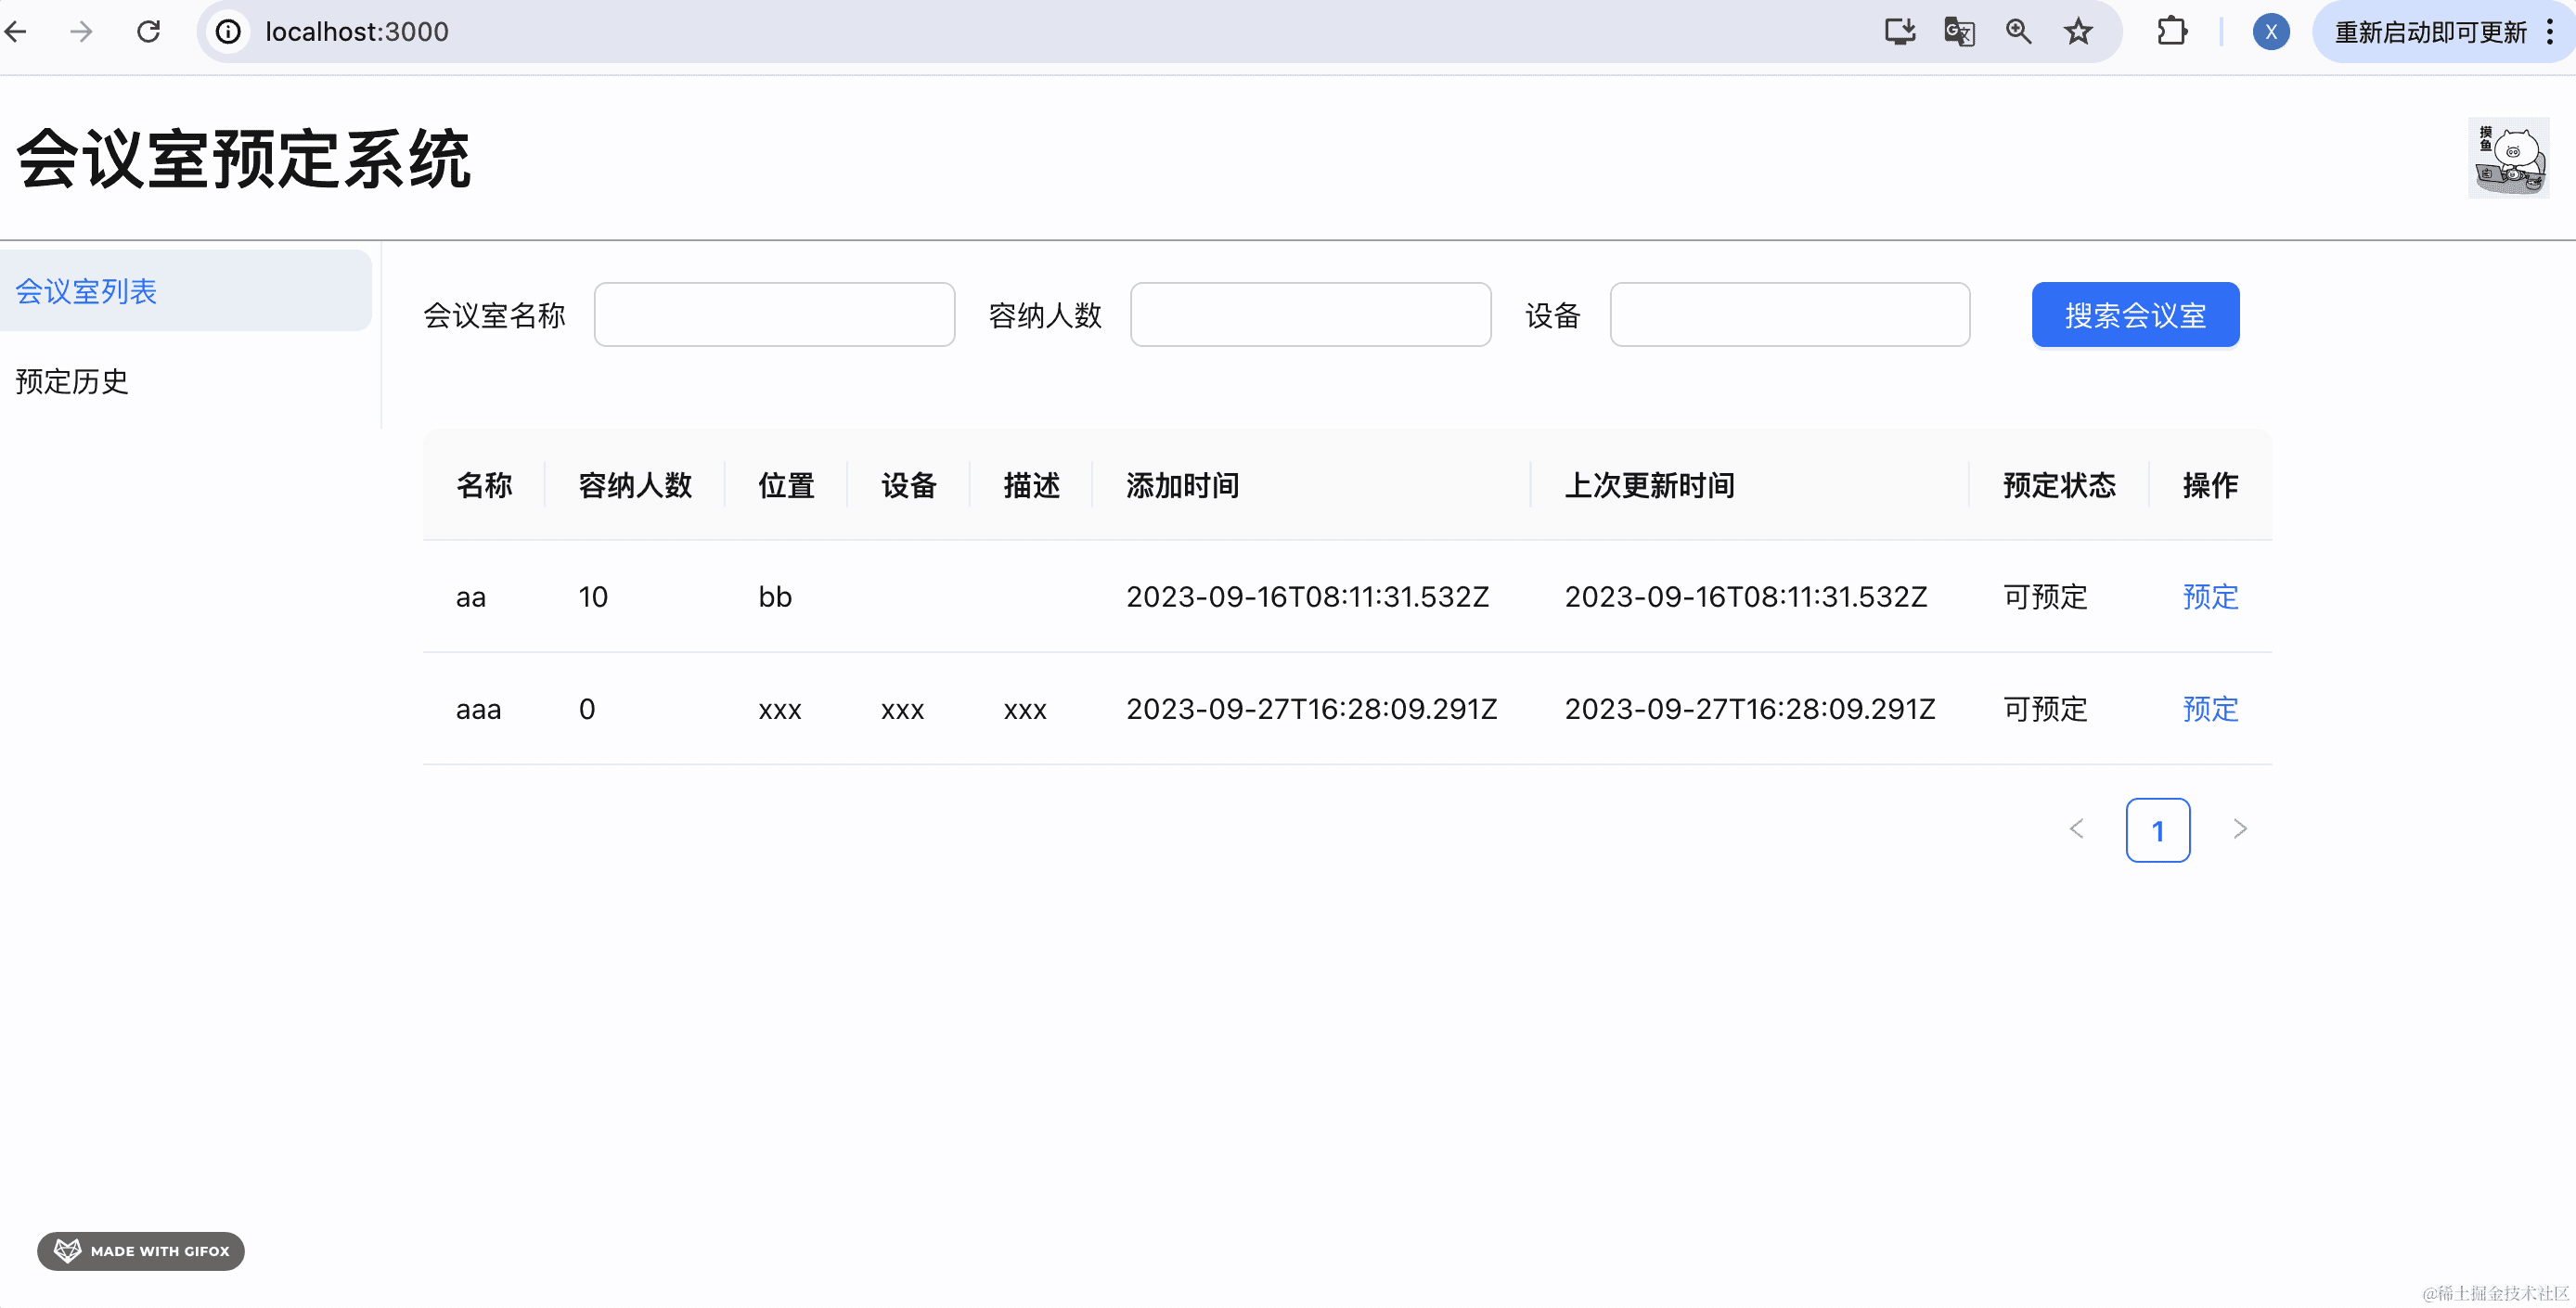 localhost:3000
X
重新启动即可更新
会议室预定系统
摸鱼
会议室列表
预定历史
会议室名称 容纳人数 设备 搜索会议室
名称 容纳人数 位置 设备 描述 添加时间 上次更新时间 预定状态 操作
aa 10 bb 2023-09-16T08:11:31.532Z 2023-09-16T08:11:31.532Z 可预定 预定
aaa 0 xxx xxx xxx 2023-09-27T16:28:09.291Z 2023-09-27T16:28:09.291Z 可预定 预定
1
MADE WITH GIFOX
@稀土掘金技术社区